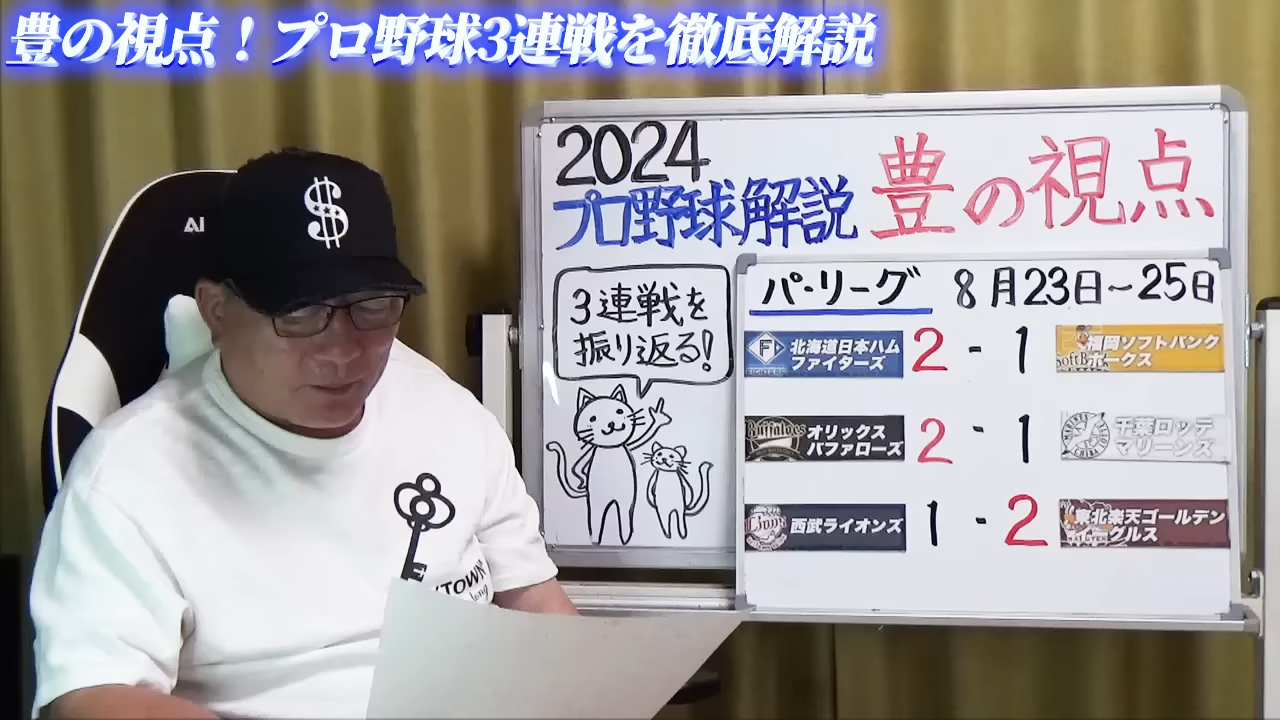 豊の視点！プロ野球3連戦を徹底解説
2024
プロ野球解説 豊の視点
3連戦を
振り返る!
パ・リーグ 8月23日~25日
北海道日本ハム
ファイターズ
2 - 1
福岡ソフトバンク
ホークス
Buffaloes
オリックス
バファローズ
2 - 1
千葉ロッテ
マリーンズ
Lions
西武ライオンズ
1 - 2
東北楽天ゴールデン
イーグルス
$